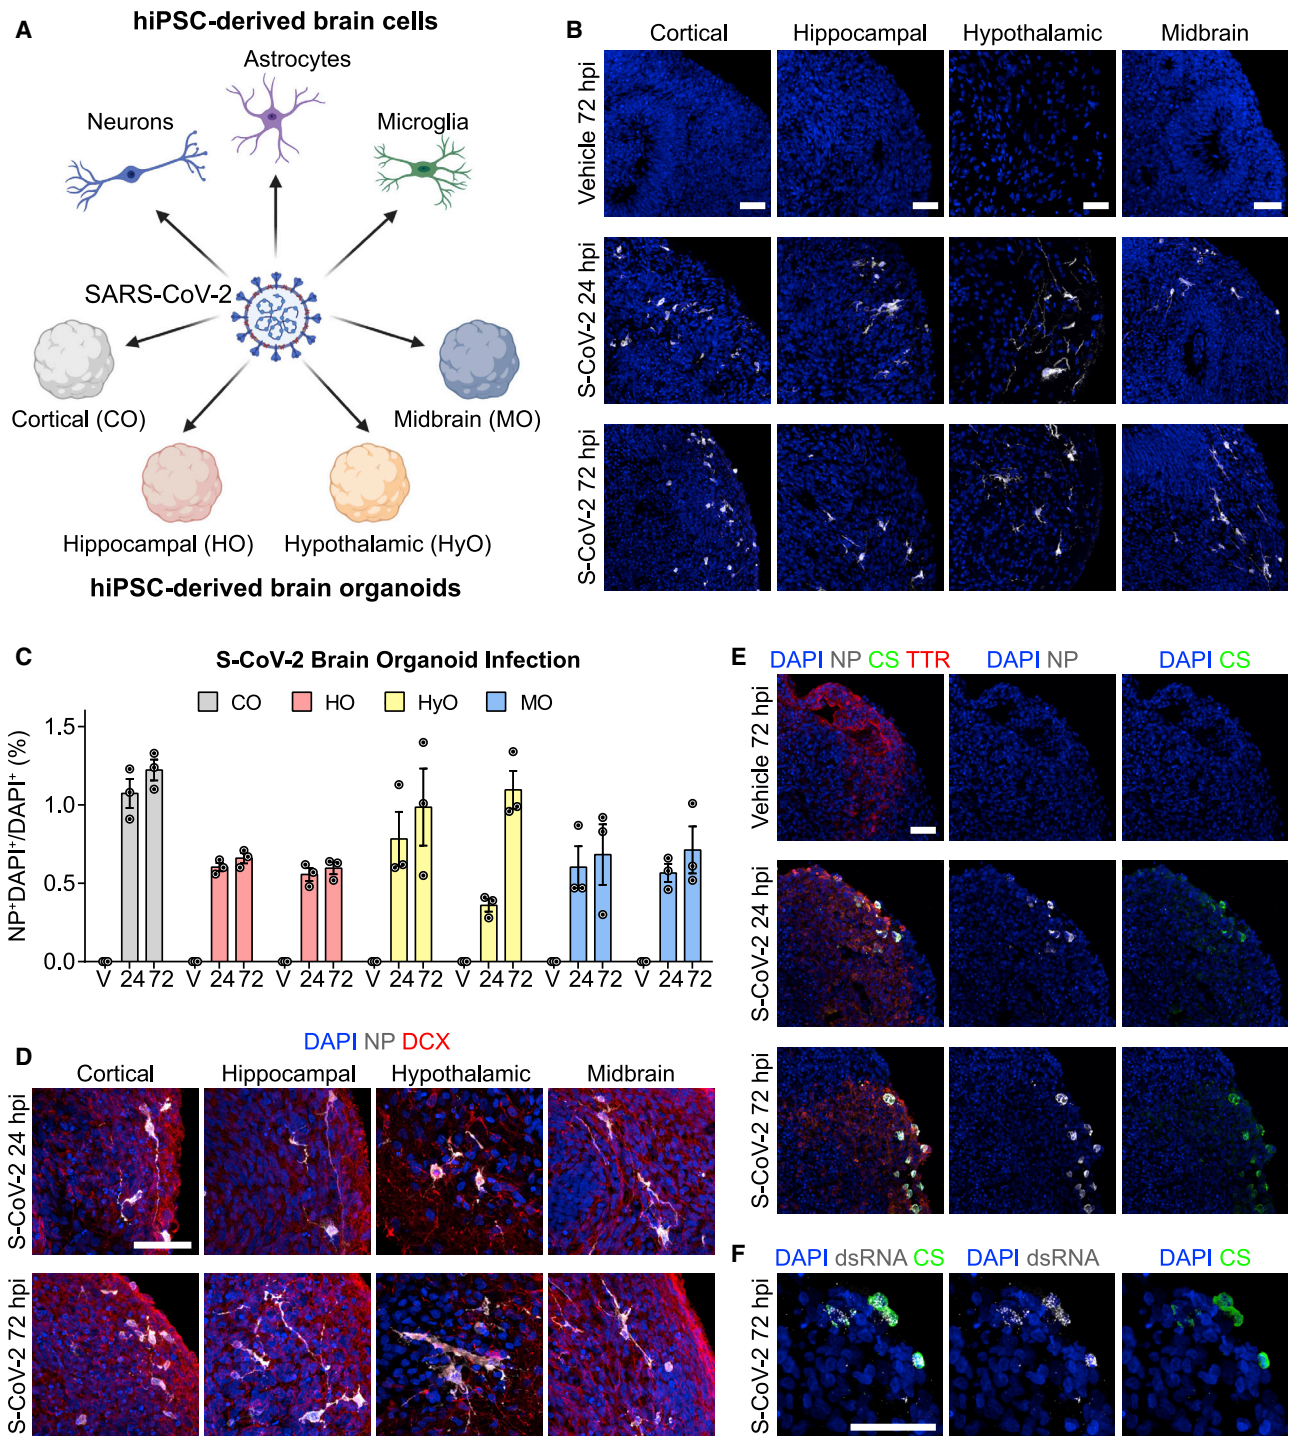 A
hiPSC-derived brain cells
Astrocytes
Neurons
Microglia
SARS-CoV-2
Cortical (CO)
Midbrain (MO)
Hippocampal (HO)
Hypothalamic (HyO)
hiPSC-derived brain organoids
B
Cortical
Hippocampal
Hypothalamic
Midbrain
Vehicle 72 hpi
S-CoV-2 24 hpi
S-CoV-2 72 hpi
C
S-CoV-2 Brain Organoid Infection
CO
HO
HyO
MO
NP⁺DAPI⁺/DAPI⁺ (%)
1.5
1.0
0.5
0.0
V 24 72 V 24 72 V 24 72 V 24 72 V 24 72 V 24 72 V 24 72
D
DAPI NP DCX
Cortical
Hippocampal
Hypothalamic
Midbrain
S-CoV-2 24 hpi
S-CoV-2 72 hpi
E
DAPI NP CS TTR
DAPI NP
DAPI CS
Vehicle 72 hpi
S-CoV-2 24 hpi
S-CoV-2 72 hpi
F
DAPI dsRNA CS
DAPI dsRNA
DAPI CS
S-CoV-2 72 hpi